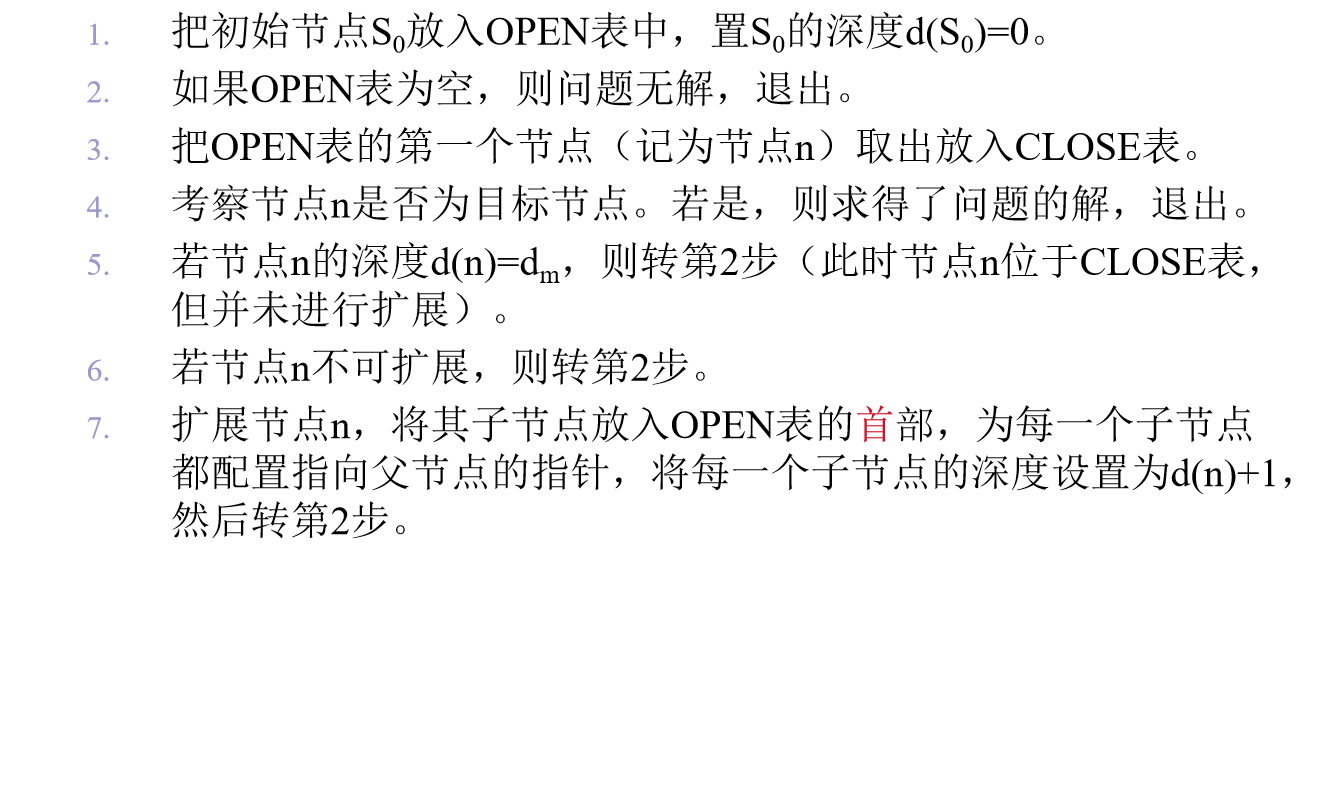 1. 把初始节点S₀放入OPEN表中，置S₀的深度d(S₀)=0。
2. 如果OPEN表为空，则问题无解，退出。
3. 把OPEN表的第一个节点（记为节点n）取出放入CLOSE表。
4. 考察节点n是否为目标节点。若是，则求得了问题的解，退出。
5. 若节点n的深度d(n)=dₘ，则转第2步（此时节点n位于CLOSE表，
但并未进行扩展）。
6. 若节点n不可扩展，则转第2步。
7. 扩展节点n，将其子节点放入OPEN表的首部，为每一个子节点
都配置指向父节点的指针，将每一个子节点的深度设置为d(n)+1，
然后转第2步。